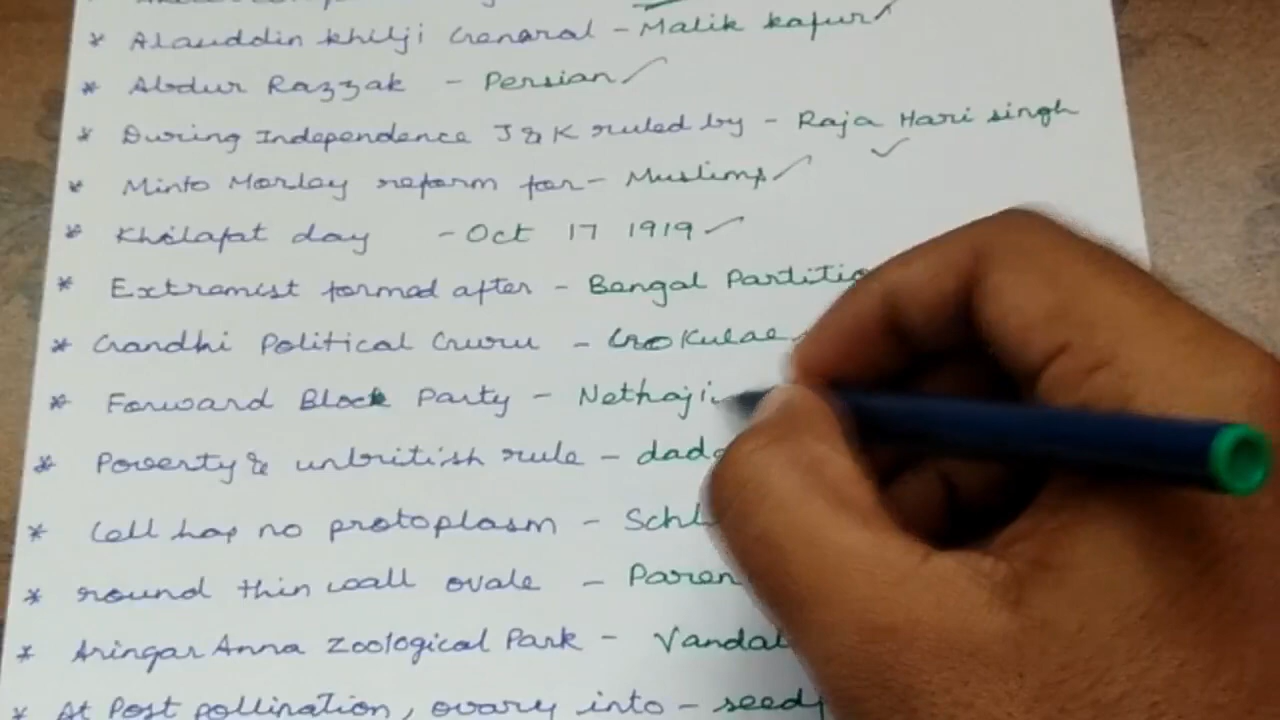 * Alauddin khilji General - Malik kafur
* Abdur Razzak - Persian
* During Independence J & K ruled by - Raja Hari singh
* Minto Morley reform for - Muslims
* Khilafat day - Oct 17 1919
* Extremist formed after - Bengal Partitio
* Gandhi Political Guru - Gokulae
* Forward Block Party - Nethaji
* Poverty & unbritish rule - dada
* Cell has no protoplasm - Schl
* round thin wall ovale - Paren
* Aringar Anna Zoological Park - Vandal
* At Post pollination, ovary into - seed